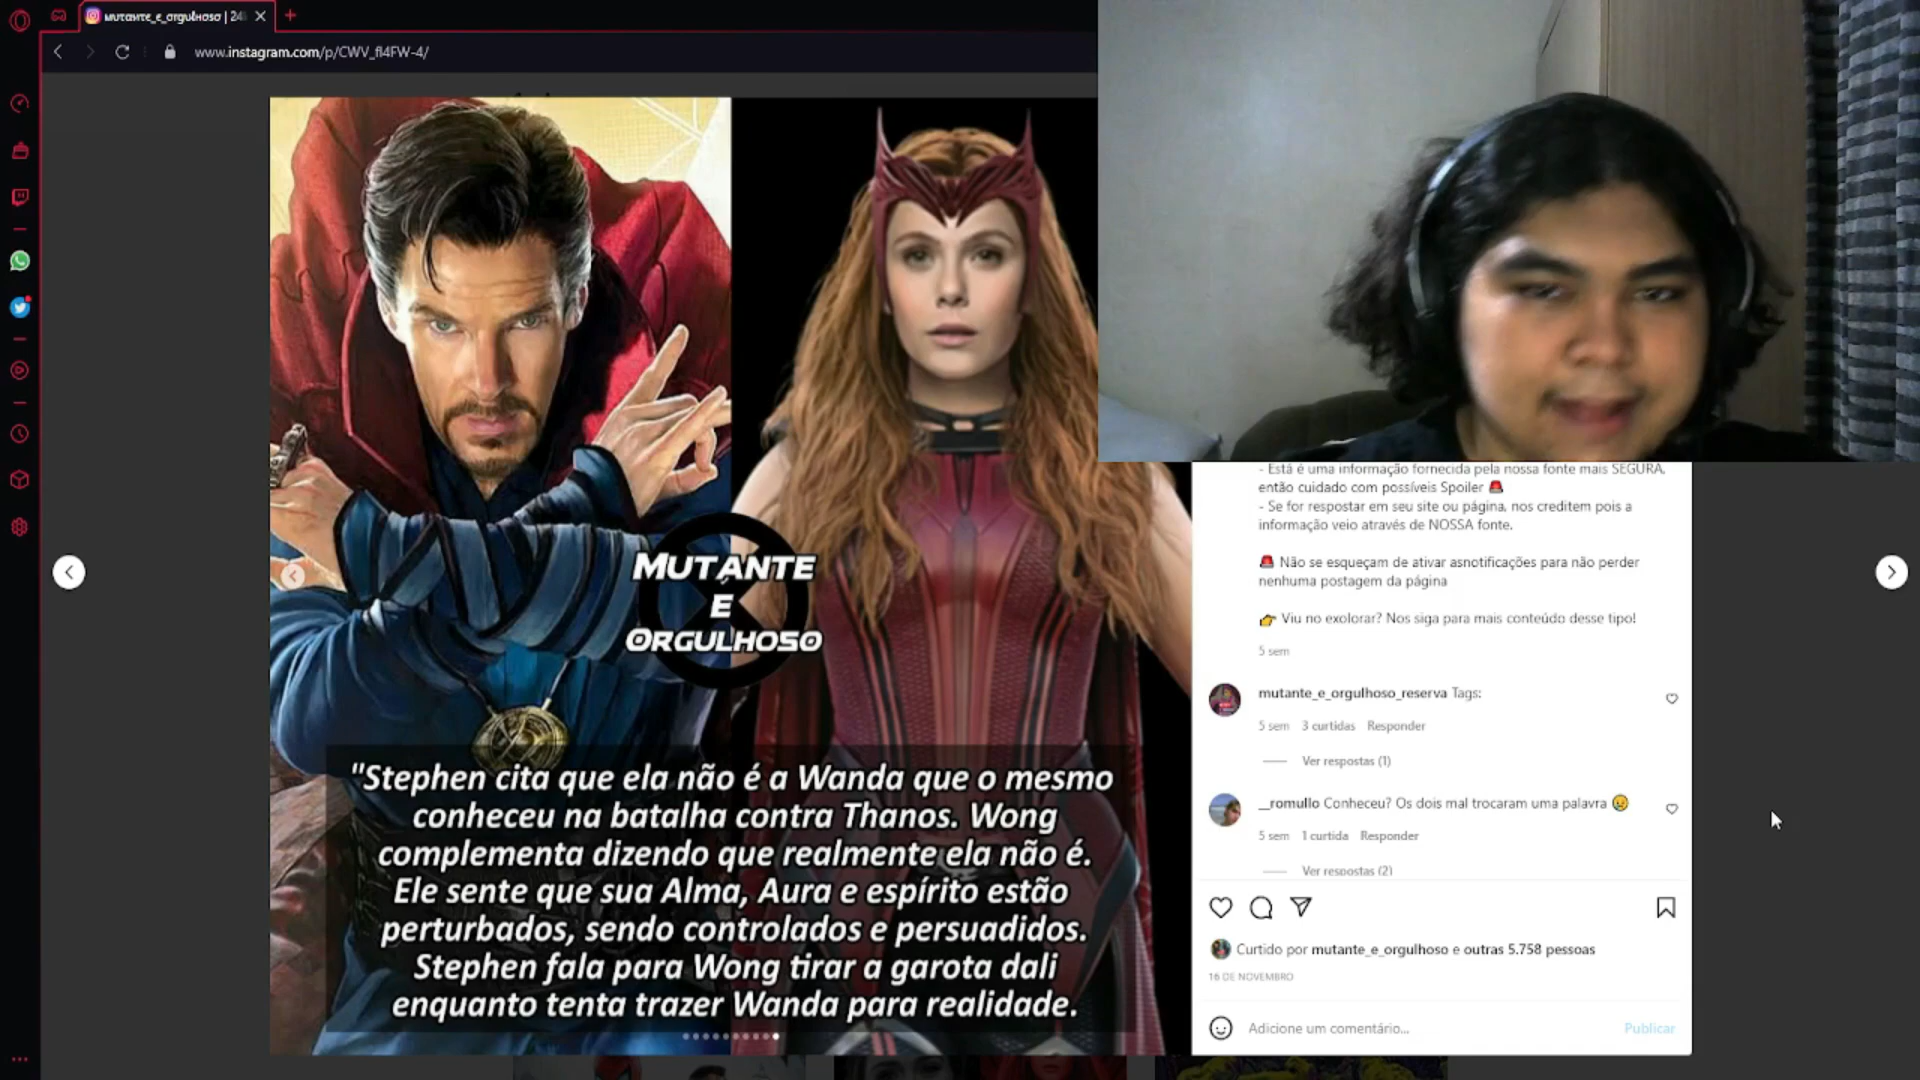 mutante_e_orgulhoso | 24
www.instagram.com/p/CWV_fl4FW-4/
MUTANTE
É
ORGULHOSO
"Stephen cita que ela não é a Wanda que o mesmo
conheceu na batalha contra Thanos. Wong
complementa dizendo que realmente ela não é.
Ele sente que sua Alma, Aura e espírito estão
perturbados, sendo controlados e persuadidos.
Stephen fala para Wong tirar a garota dali
enquanto tenta trazer Wanda para realidade.
- Está é uma informação fornecida pela nossa fonte mais SEGURA,
então cuidado com possíveis Spoiler 🚨
- Se for respostar em seu site ou página, nos creditem pois a
informação veio através de NOSSA fonte.
🚨 Não se esqueçam de ativar asnotificações para não perder
nenhuma postagem da página
👉 Viu no exolorar? Nos siga para mais conteúdo desse tipo!
5 sem
mutante_e_orgulhoso_reserva Tags:
5 sem 3 curtidas Responder
Ver respostas (1)
__romullo Conheceu? Os dois mal trocaram uma palavra 😢
5 sem 1 curtida Responder
Ver respostas (2)
Curtido por mutante_e_orgulhoso e outras 5.758 pessoas
16 DE NOVEMBRO
Adicione um comentário...
Publicar